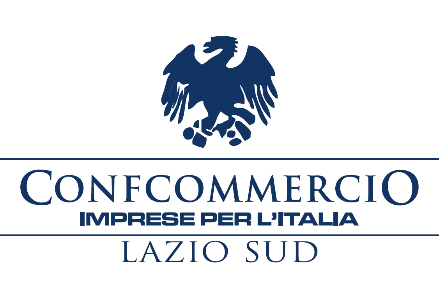 CONFCOMMERCIO
IMPRESE PER L'ITALIA
LAZIO SUD